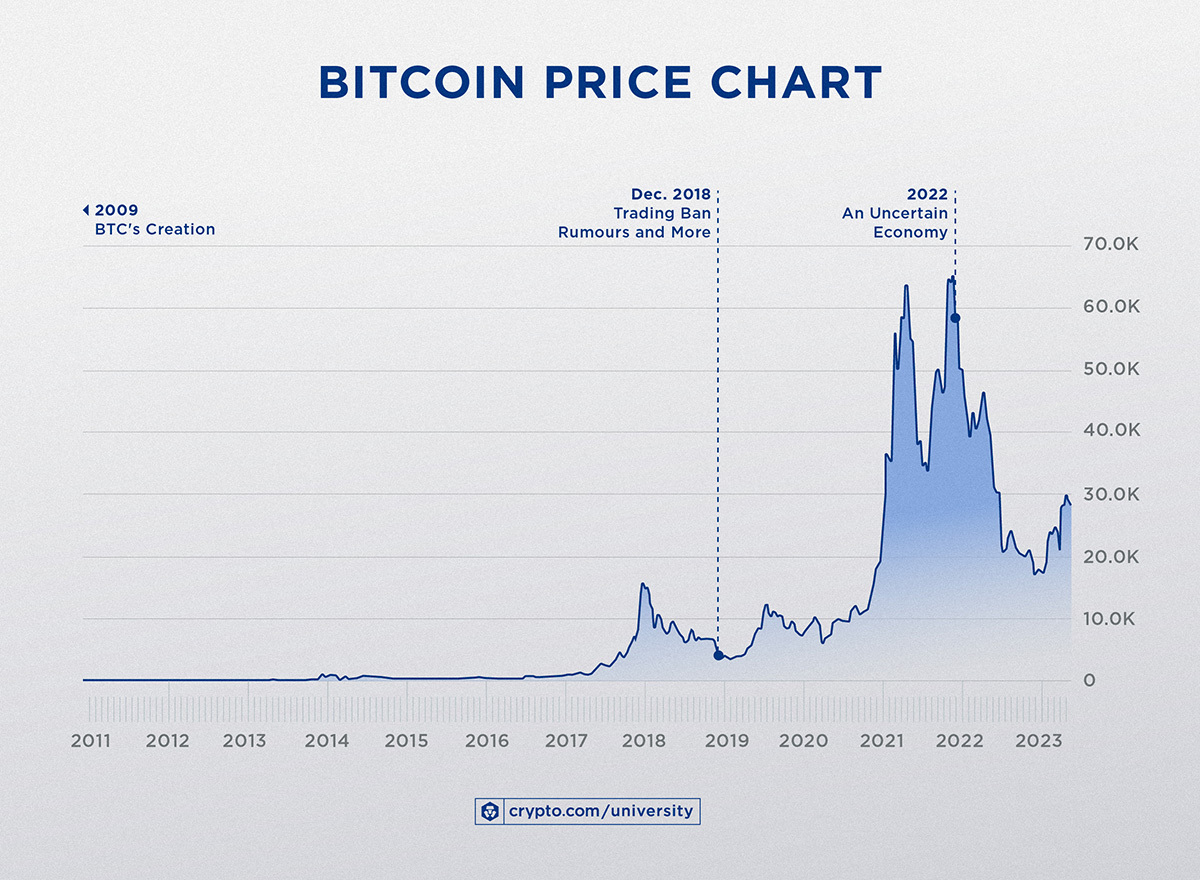 BITCOIN PRICE CHART
2009
BTC's Creation
Dec. 2018
Trading Ban
Rumours and More
2022
An Uncertain
Economy
70.0K
60.0K
50.0K
40.0K
30.0K
20.0K
10.0K
0
2011 2012 2013 2014 2015 2016 2017 2018 2019 2020 2021 2022 2023
crypto.com/university